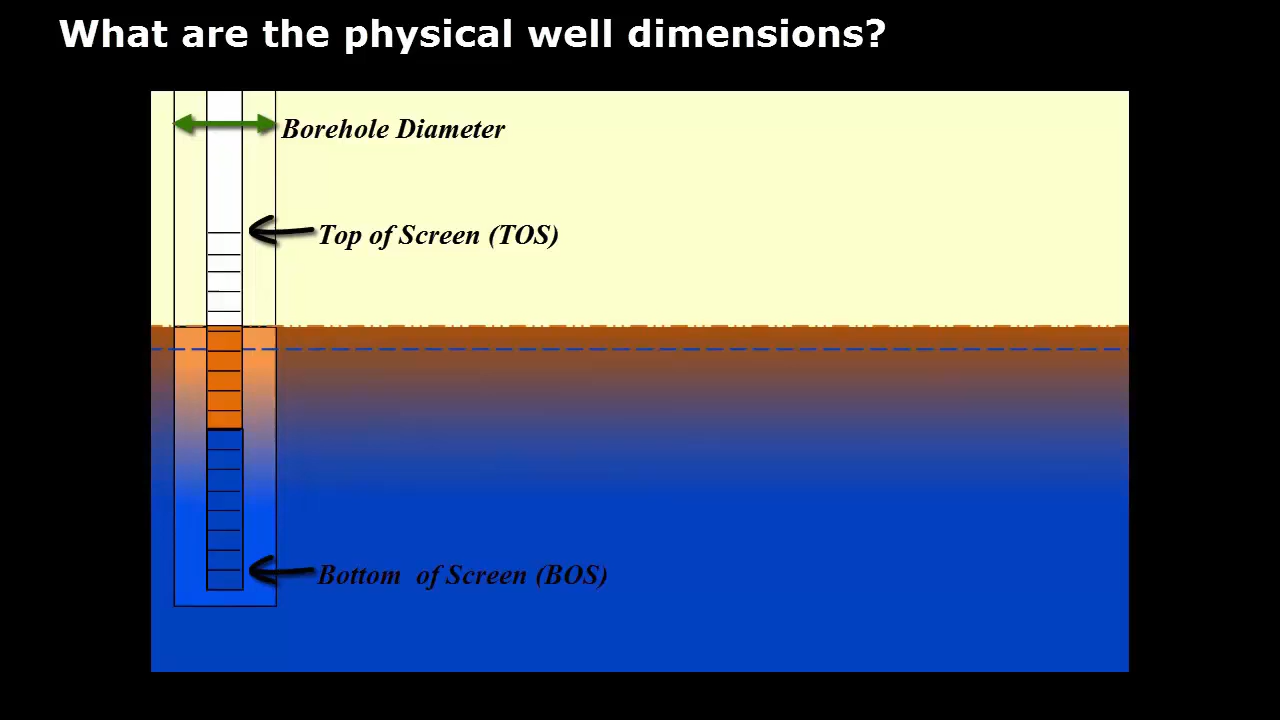 What are the physical well dimensions?
Borehole Diameter
Top of Screen (TOS)
Bottom of Screen (BOS)